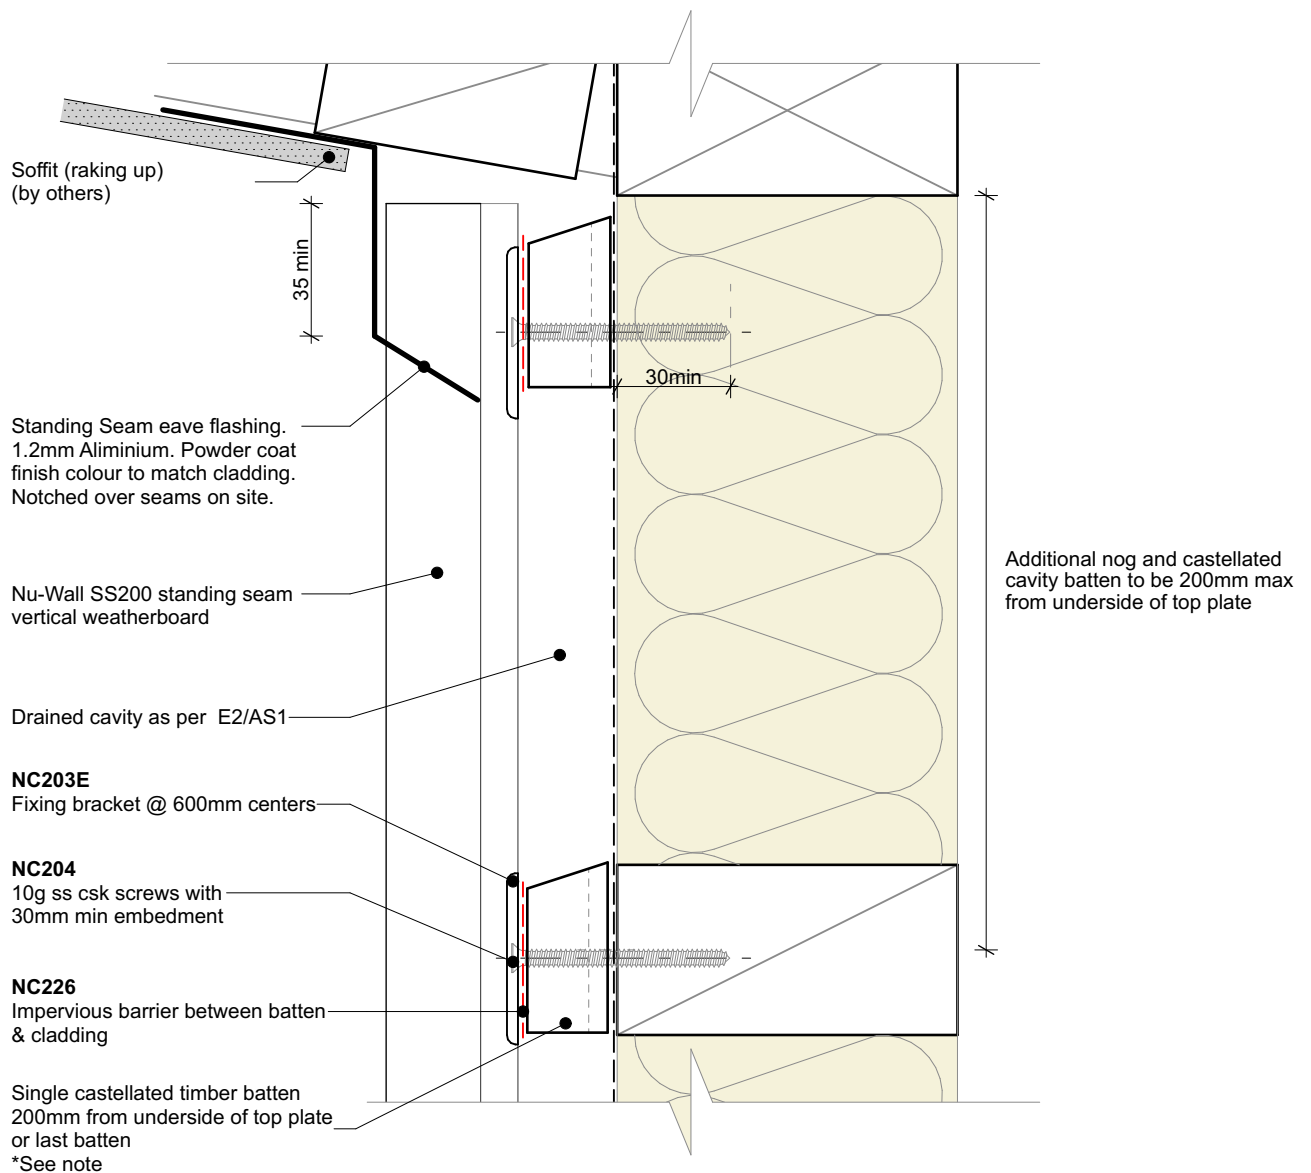 Soffit (raking up)
(by others)
35 min
30min
Standing Seam eave flashing.
1.2mm Aliminium. Powder coat
finish colour to match cladding.
Notched over seams on site.
Nu-Wall SS200 standing seam
vertical weatherboard
Additional nog and castellated
cavity batten to be 200mm max
from underside of top plate
Drained cavity as per E2/AS1
NC203E
Fixing bracket @ 600mm centers
NC204
10g ss csk screws with
30mm min embedment
NC226
Impervious barrier between batten
& cladding
Single castellated timber batten
200mm from underside of top plate
or last batten
*See note